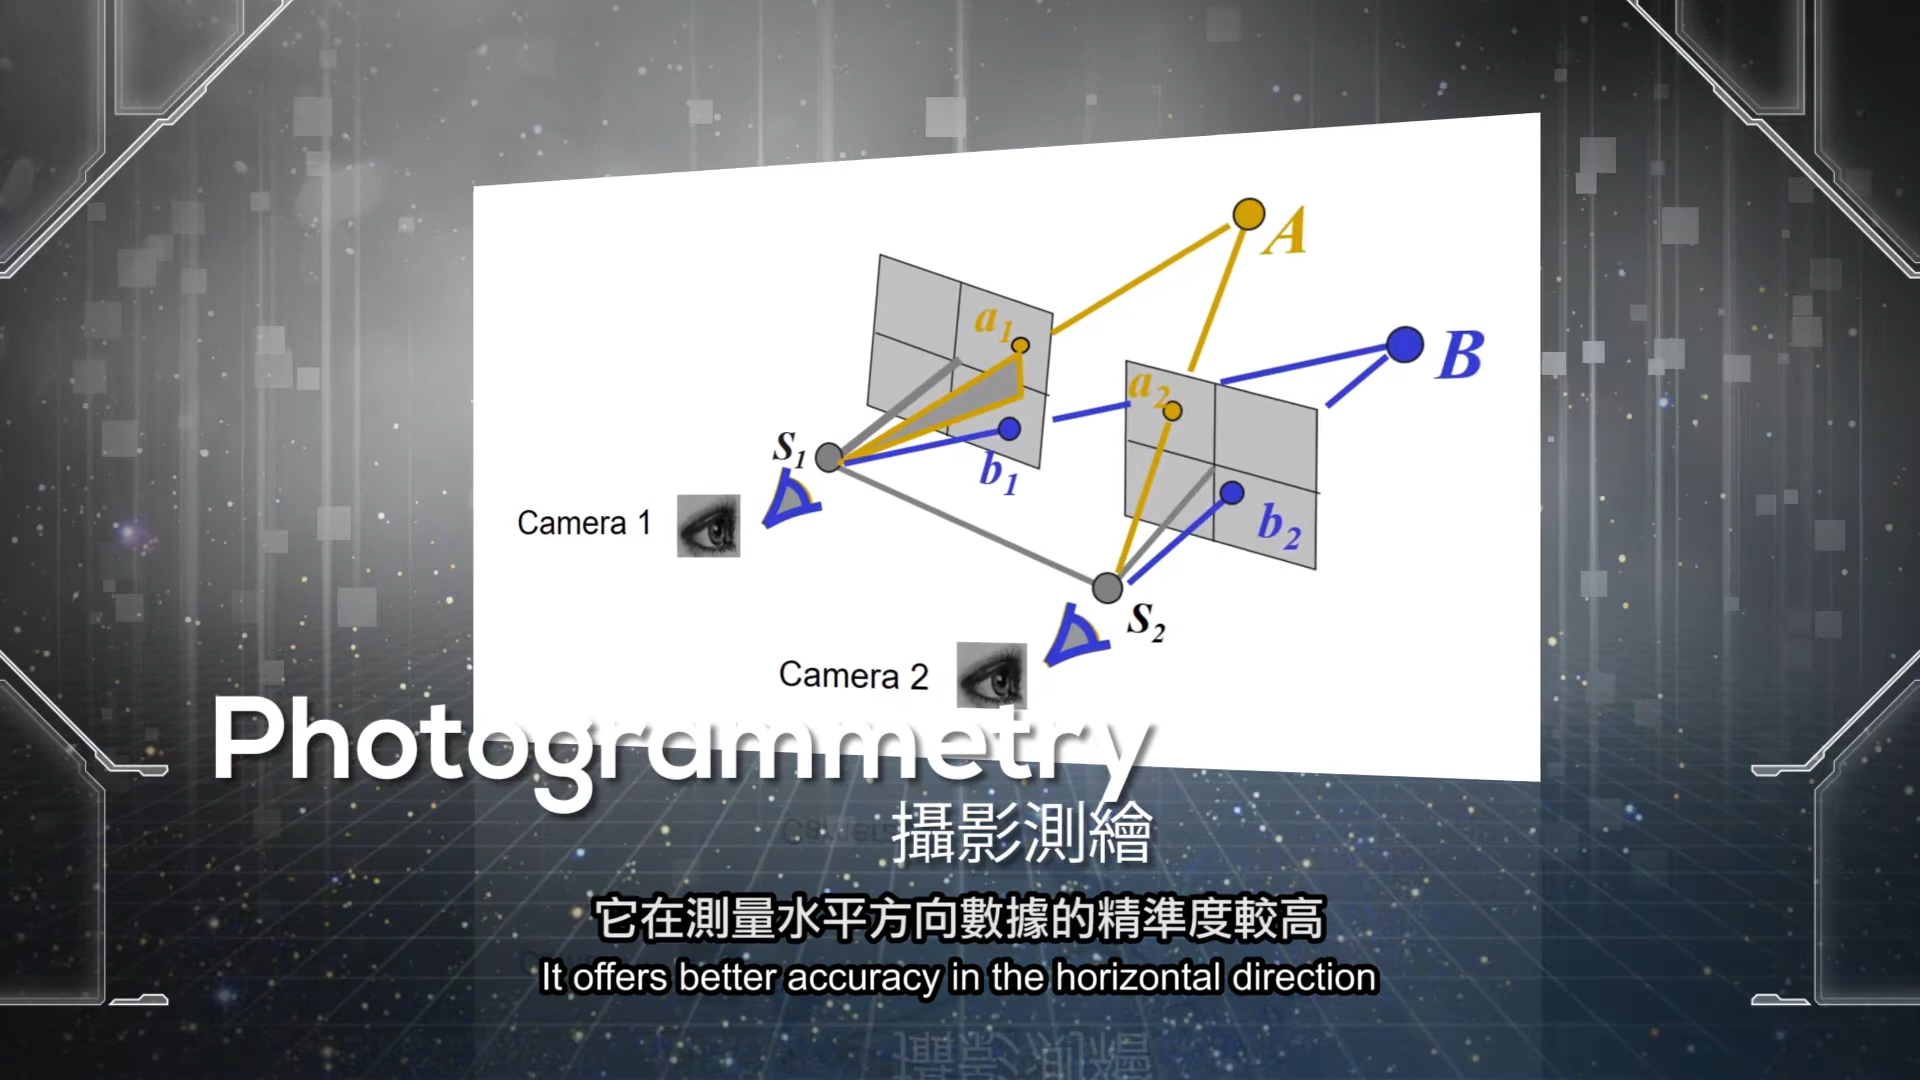 A
a1
B
a2
S1
b1
Camera 1
b2
S2
Camera 2
Photogrammetry
攝影測繪
它在測量水平方向數據的精準度較高
It offers better accuracy in the horizontal direction